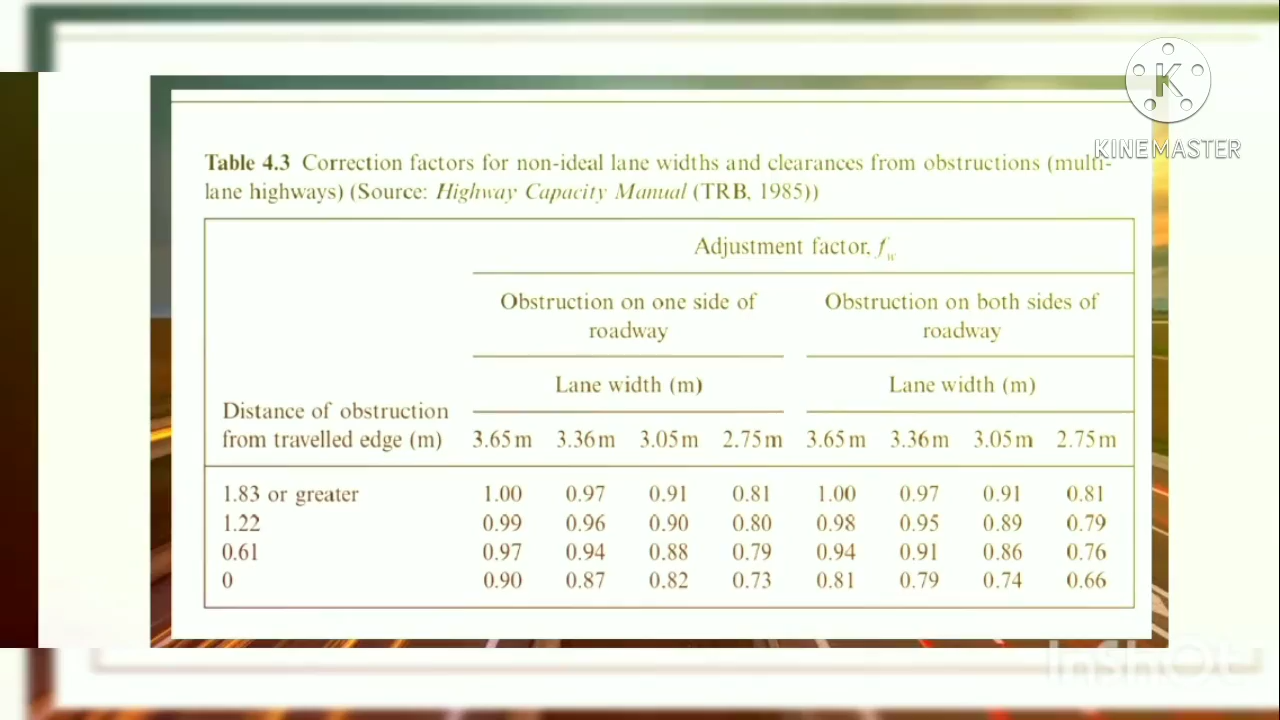 K
KINEMASTER
Table 4.3 Correction factors for non-ideal lane widths and clearances from obstructions (multi-
lane highways) (Source: Highway Capacity Manual (TRB, 1985))
Adjustment factor, f_w
Obstruction on one side of Obstruction on both sides of
roadway roadway
Lane width (m) Lane width (m)
Distance of obstruction
from travelled edge (m) 3.65 m 3.36 m 3.05 m 2.75 m 3.65 m 3.36 m 3.05 m 2.75 m
1.83 or greater 1.00 0.97 0.91 0.81 1.00 0.97 0.91 0.81
1.22 0.99 0.96 0.90 0.80 0.98 0.95 0.89 0.79
0.61 0.97 0.94 0.88 0.79 0.94 0.91 0.86 0.76
0 0.90 0.87 0.82 0.73 0.81 0.79 0.74 0.66
InShOt